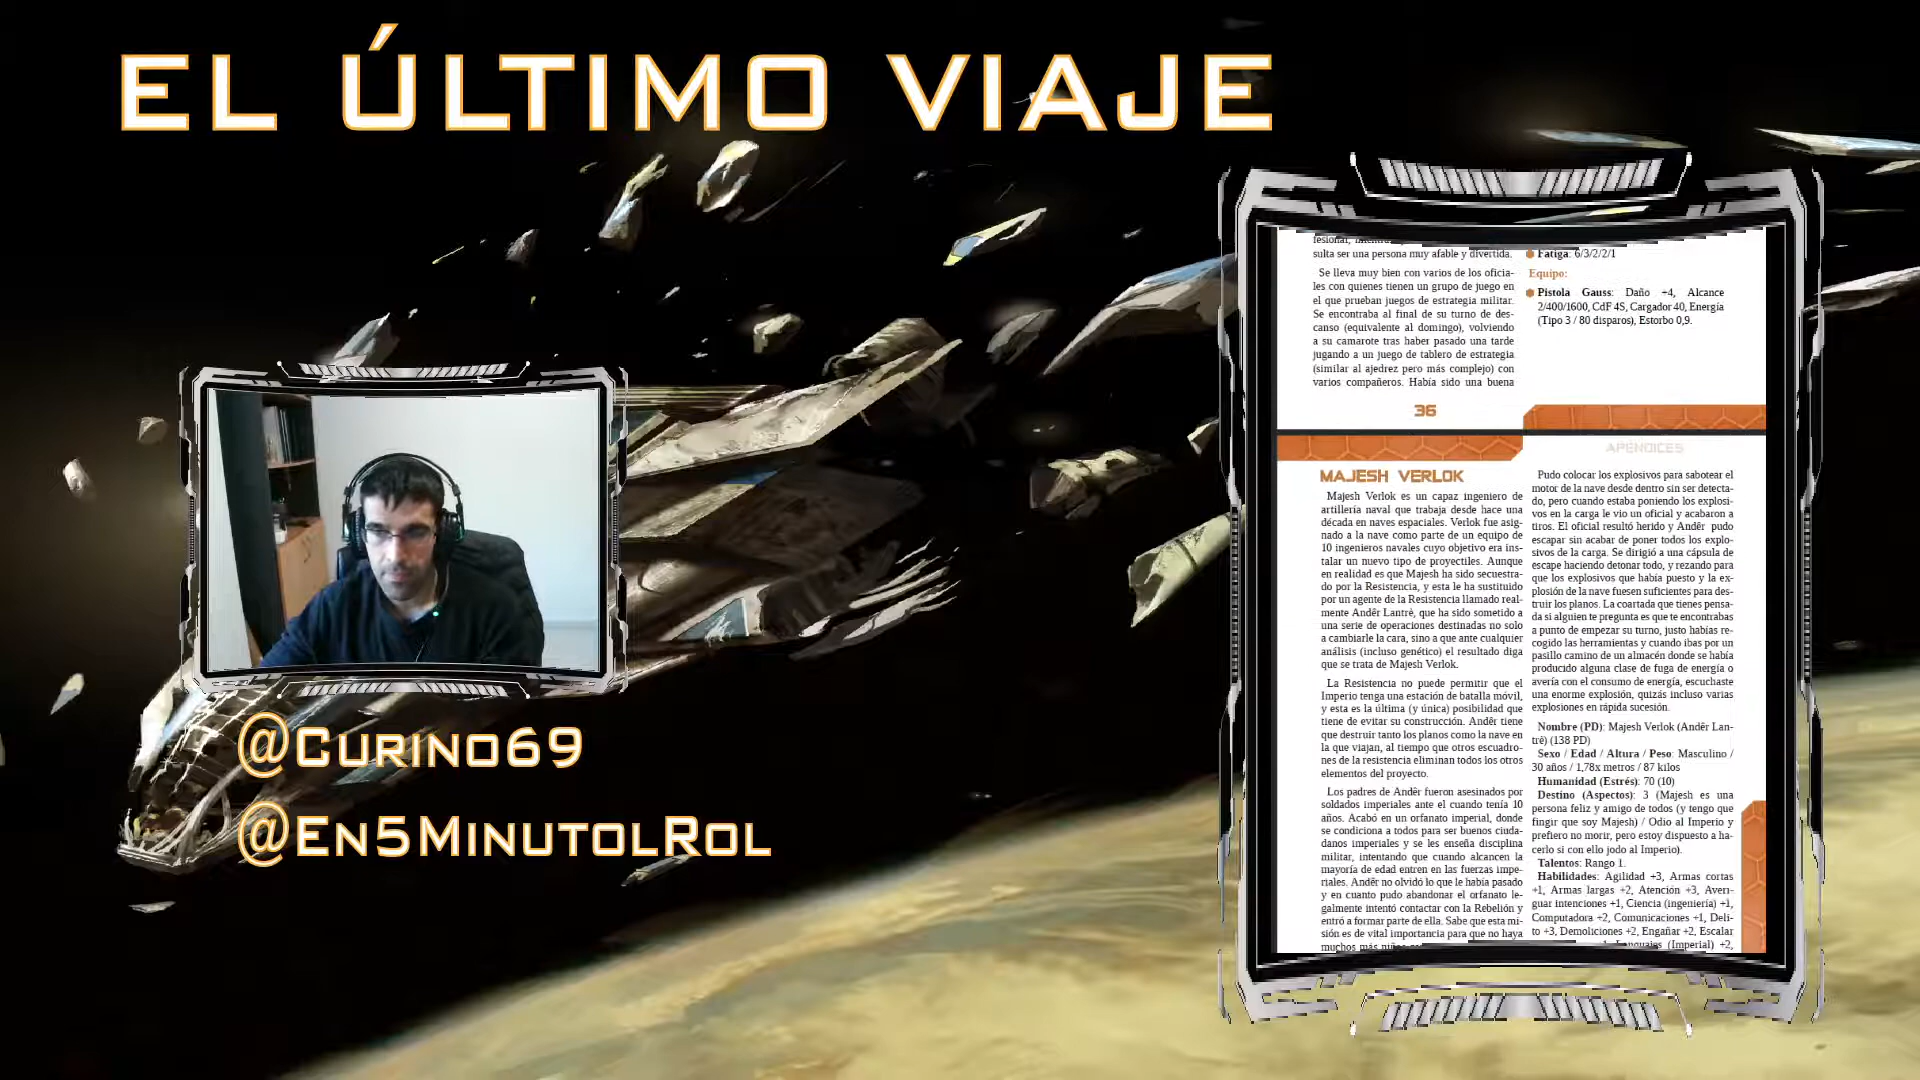 EL ÚLTIMO VIAJE
@Curino69
@En5MinutolRol
sulta ser una persona muy afable y divertida.
Se lleva muy bien con varios de los oficia-
les con quienes tienen un grupo de juego en
el que prueban juegos de estrategia militar.
Se encontraba al final de su turno de des-
canso (equivalente al domingo), volviendo
a su camarote tras haber pasado una tarde
jugando a un juego de tablero de estrategia
(similar al ajedrez pero más complejo) con
varios compañeros. Había sido una buena
36
Fatiga: 6/3/2/2/1
Equipo:
Pistola Gauss: Daño +4, Alcance
2/400/1600, CdF 4S, Cargador 40, Energía
(Tipo 3 / 80 disparos), Estorbo 0,9.
APÉNDICES
MAJESH VERLOK
Majesh Verlok es un capaz ingeniero de
artillería naval que trabaja desde hace una
década en naves espaciales. Verlok fue asig-
nado a la nave como parte de un equipo de
10 ingenieros navales cuyo objetivo era ins-
talar un nuevo tipo de proyectiles. Aunque
en realidad es que Majesh ha sido secuestra-
do por la Resistencia, y esta le ha sustituido
por un agente de la Resistencia llamado real-
mente Andêr Lantrè, que ha sido sometido a
una serie de operaciones destinadas no solo
a cambiarle la cara, sino a que ante cualquier
análisis (incluso genético) el resultado diga
que se trata de Majesh Verlok.
La Resistencia no puede permitir que el
Imperio tenga una estación de batalla móvil,
y esta es la última (y única) posibilidad que
tiene de evitar su construcción. Andêr tiene
que destruir tanto los planos como la nave en
la que viajan, al tiempo que otros escuadro-
nes de la resistencia eliminan todos los otros
elementos del proyecto.
Los padres de Andêr fueron asesinados por
soldados imperiales ante el cuando tenía 10
años. Acabó en un orfanato imperial, donde
se condiciona a todos para ser buenos ciuda-
danos imperiales y se les enseña disciplina
militar, intentando que cuando alcancen la
mayoría de edad entren en las fuerzas impe-
riales. Andêr no olvidó lo que le había pasado
y en cuanto pudo abandonar el orfanato le-
galmente intentó contactar con la Rebelión y
entró a formar parte de ella. Sabe que esta mi-
sión es de vital importancia para que no haya
muchos más
Pudo colocar los explosivos para sabotear el
motor de la nave desde dentro sin ser detecta-
do, pero cuando estaba poniendo los explosi-
vos en la carga le vio un oficial y acabaron a
tiros. El oficial resultó herido y Andêr pudo
escapar sin acabar de poner todos los explo-
sivos de la carga. Se dirigió a una cápsula de
escape haciendo detonar todo, y rezando para
que los explosivos que había puesto y la ex-
plosión de la nave fuesen suficientes para des-
truir los planos. La coartada que tienes pensa-
da si alguien te pregunta es que te encontrabas
a punto de empezar su turno, justo habías re-
cogido las herramientas y cuando ibas por un
pasillo camino de un almacén donde se había
producido alguna clase de fuga de energía o
avería con el consumo de energía, escuchaste
una enorme explosión, quizás incluso varias
explosiones en rápida sucesión.
Nombre (PD): Majesh Verlok (Andêr Lan-
trè) (138 PD)
Sexo / Edad / Altura / Peso: Masculino /
30 años / 1,78x metros / 87 kilos
Humanidad (Estrés): 70 (10)
Destino (Aspectos): 3 (Majesh es una
persona feliz y amigo de todos (y tengo que
fingir que soy Majesh) / Odio al Imperio y
prefiero no morir, pero estoy dispuesto a ha-
cerlo si con ello jodo al Imperio).
Talentos: Rango 1.
Habilidades: Agilidad +3, Armas cortas
+1, Armas largas +2, Atención +3, Averi-
guar intenciones +1, Ciencia (ingeniería) +1,
Computadora +2, Comunicaciones +1, Deli-
to +3, Demoliciones +2, Engañar +2, Escalar
(Imperial) +2,